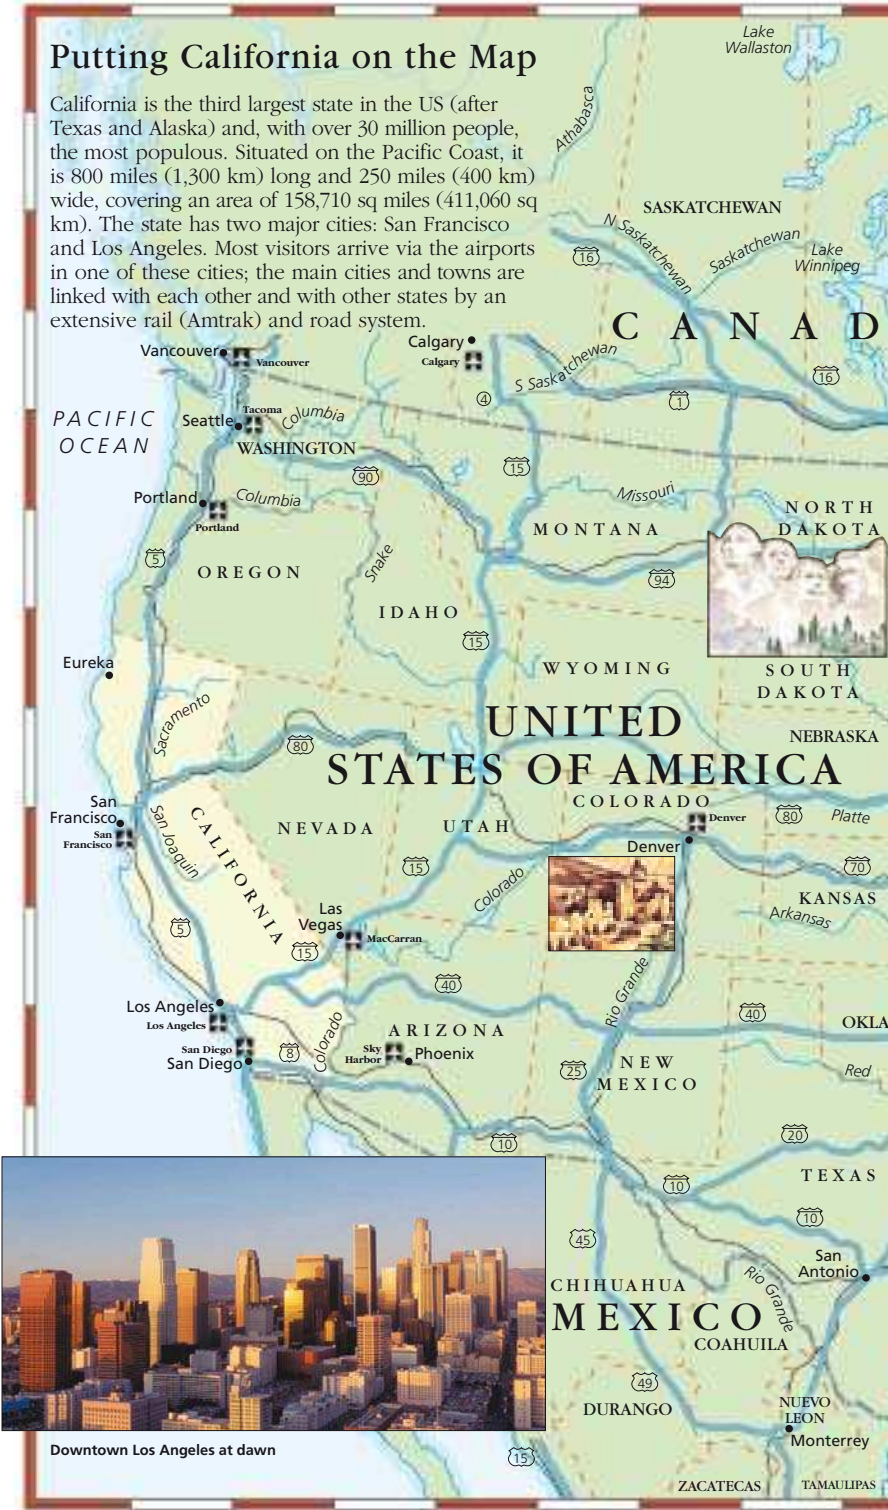 Putting California on the Map
California is the third largest state in the US (after
Texas and Alaska) and, with over 30 million people,
the most populous. Situated on the Pacific Coast, it
is 800 miles (1,300 km) long and 250 miles (400 km)
wide, covering an area of 158,710 sq miles (411,060 sq
km). The state has two major cities: San Francisco
and Los Angeles. Most visitors arrive via the airports
in one of these cities; the main cities and towns are
linked with each other and with other states by an
extensive rail (Amtrak) and road system.
Lake
Wallaston
Athabasca
SASKATCHEWAN
N Saskatchewan
Saskatchewan
Lake
Winnipeg
16
CANAD
Calgary
Calgary
S Saskatchewan
16
4
1
Vancouver
Vancouver
PACIFIC
OCEAN
Seattle
Tacoma
Columbia
WASHINGTON
90
15
Missouri
NORTH
DAKOTA
Portland
Portland
Columbia
MONTANA
5
OREGON
Snake
94
IDAHO
15
Eureka
WYOMING
SOUTH
DAKOTA
Sacramento
UNITED
STATES OF AMERICA
NEBRASKA
80
COLORADO
San
Francisco
San
Francisco
San Joaquin
CALIFORNIA
NEVADA
UTAH
Denver
Denver
80
Platte
15
70
Colorado
KANSAS
Arkansas
Las
Vegas
MacCarran
5
15
40
Rio Grande
40
Los Angeles
Los Angeles
Colorado
ARIZONA
OKLA
San Diego
San Diego
8
Sky
Harbor
Phoenix
25
NEW
MEXICO
Red
10
20
10
TEXAS
10
45
San
Antonio
CHIHUAHUA
Rio Grande
MEXICO
COAHUILA
49
DURANGO
NUEVO
LEON
Monterrey
15
ZACATECAS
TAMAULIPAS
Downtown Los Angeles at dawn